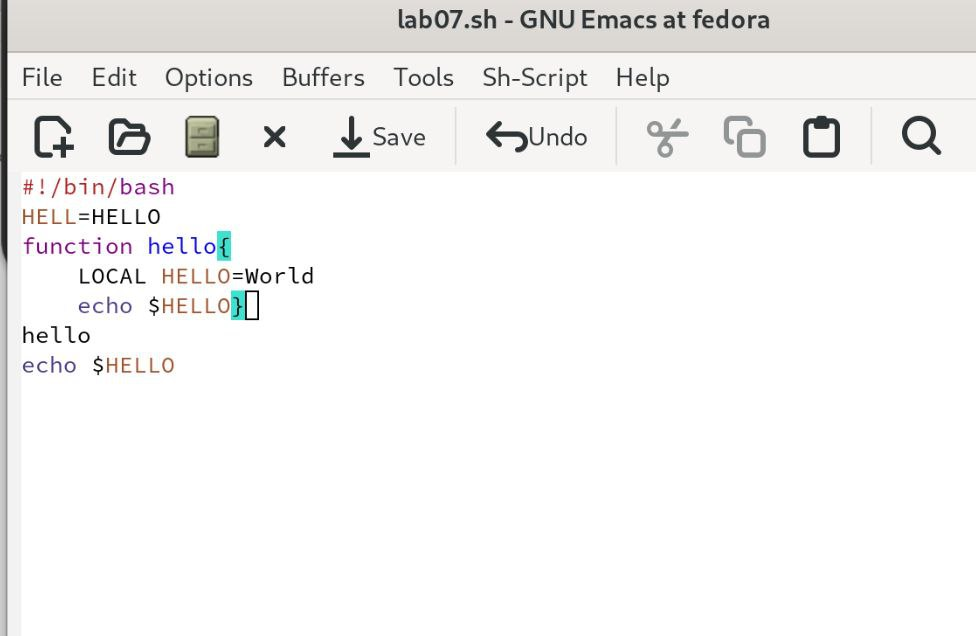 lab07.sh - GNU Emacs at fedora
File Edit Options Buffers Tools Sh-Script Help
Save Undo
#!/bin/bash
HELL=HELLO
function hello{
    LOCAL HELLO=World
    echo $HELLO}
hello
echo $HELLO